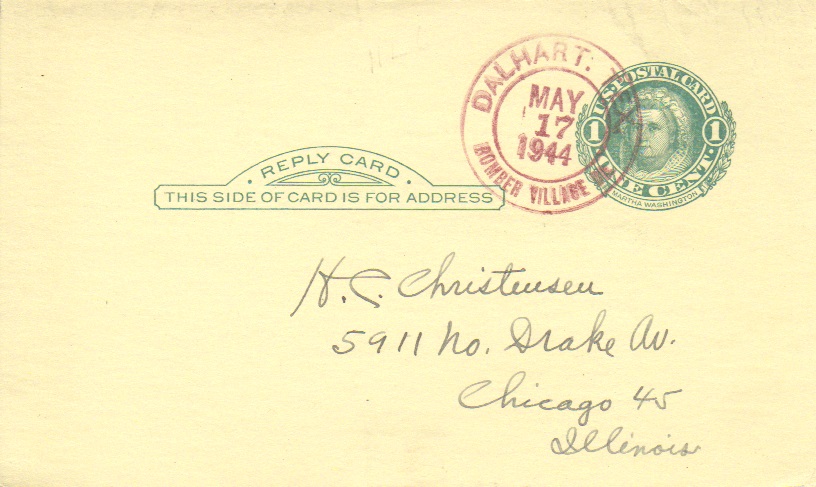 DALHART. TEX.
MAY
17
1944
BOMBER VILLAGE
U.S. POSTAL CARD
1 1
ONE CENT
MARTHA WASHINGTON
· REPLY CARD ·
THIS SIDE OF CARD IS FOR ADDRESS
H. C. Christensen
5911 No. Drake Av.
Chicago 45
Illinois